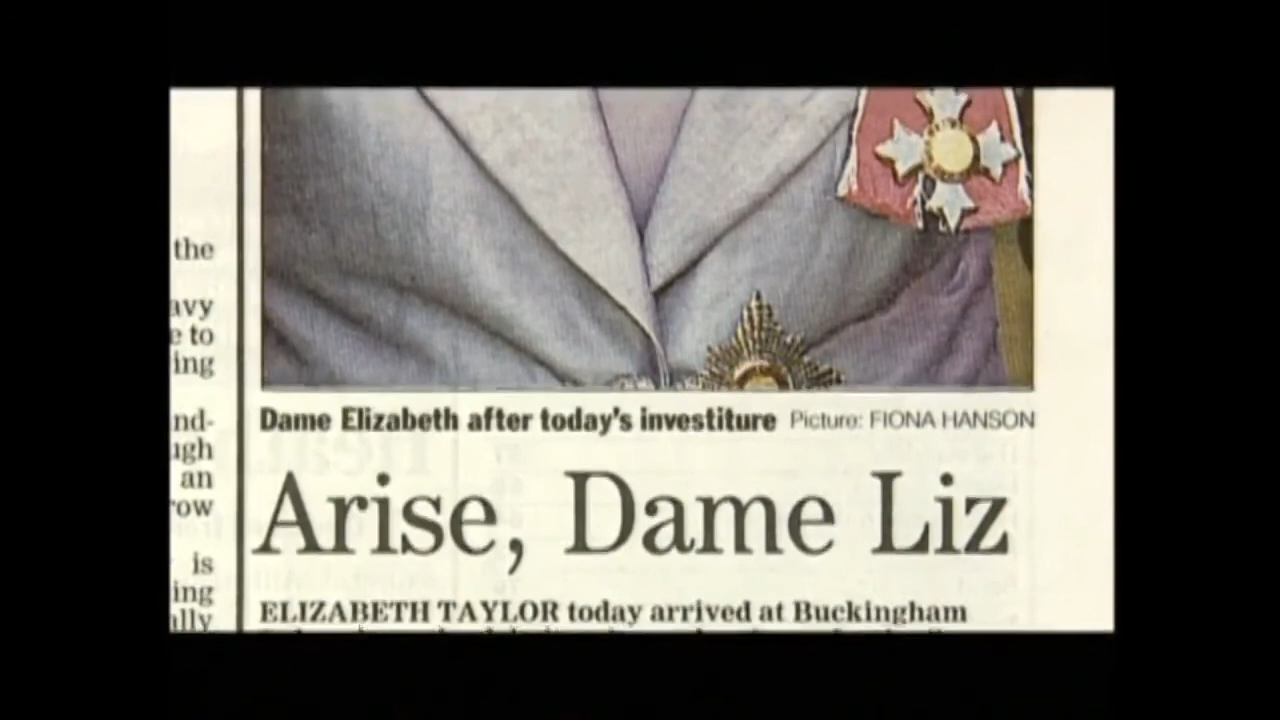 the
avy
e to
ing
nd-
ugh
an
row
is
ing
ally
Dame Elizabeth after today's investiture Picture: FIONA HANSON
Arise, Dame Liz
ELIZABETH TAYLOR today arrived at Buckingham